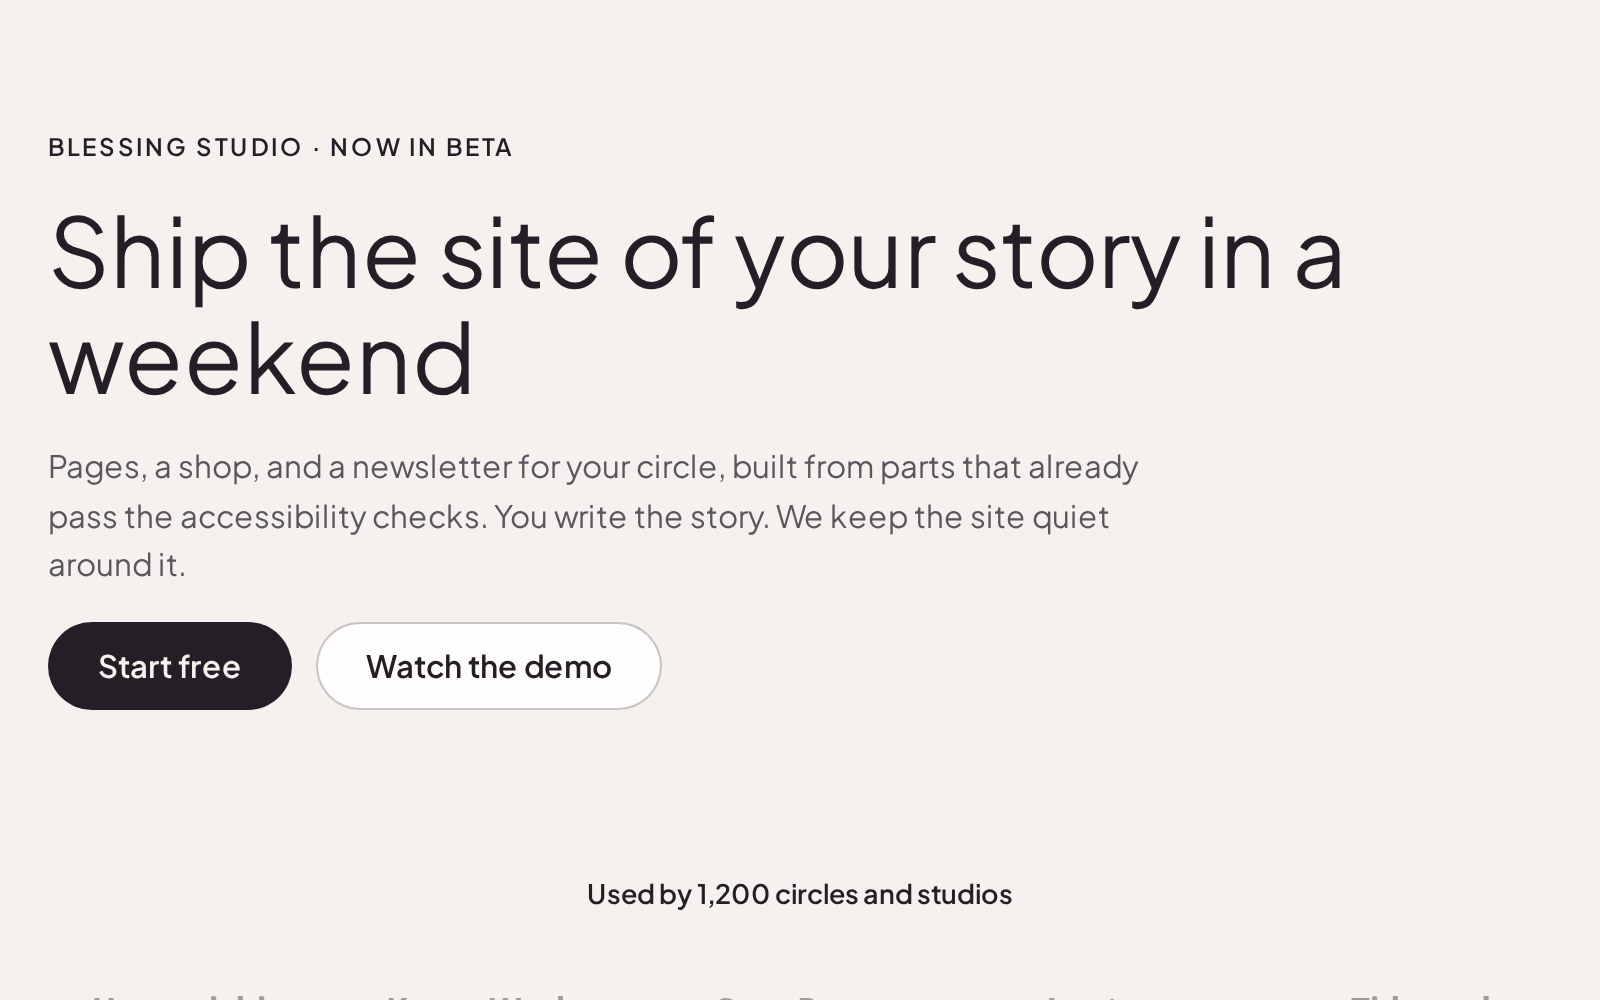 BLESSING STUDIO · NOW IN BETA
Ship the site of your story in a
weekend
Pages, a shop, and a newsletter for your circle, built from parts that already
pass the accessibility checks. You write the story. We keep the site quiet
around it.
Start free
Watch the demo
Used by 1,200 circles and studios